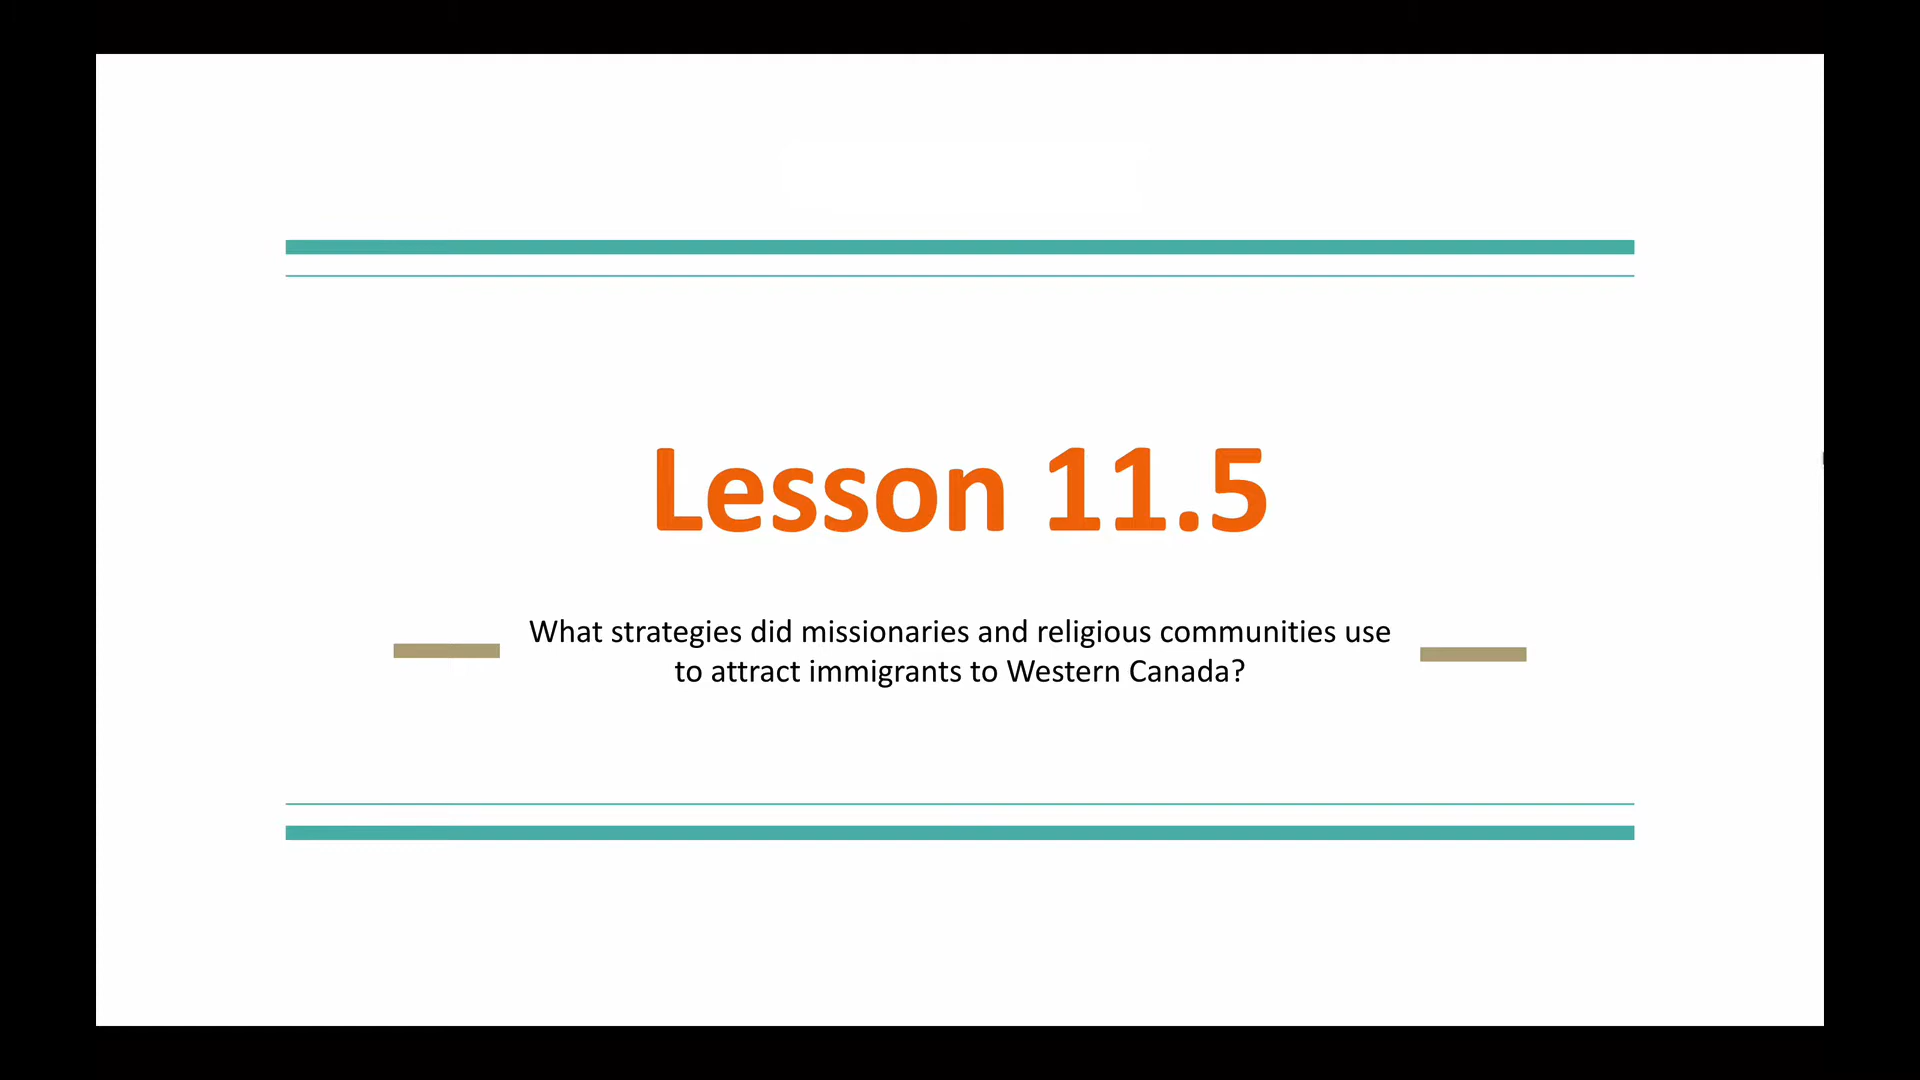 Lesson 11.5
What strategies did missionaries and religious communities use
to attract immigrants to Western Canada?